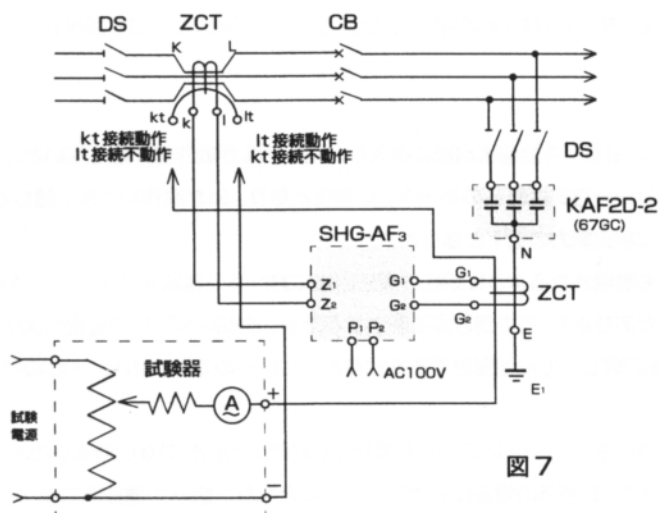 DS
ZCT
CB
K
L
kt
k
l
lt
kt接続動作
lt接続不動作
lt接続動作
kt接続不動作
DS
KAF2D-2
(67GC)
N
SHG-AF₃
Z₁
Z₂
G₁
G₂
G₁
G₂
ZCT
P₁ P₂
AC100V
E
E₁
試験器
A
+
−
試験
電源
図7